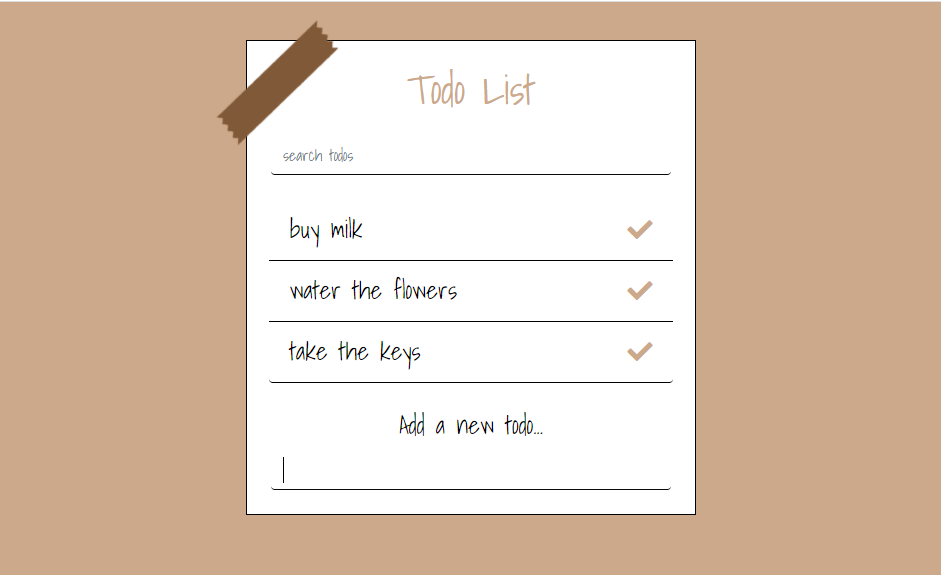 Todo List
search todos
buy milk
water the flowers
take the keys
Add a new todo...